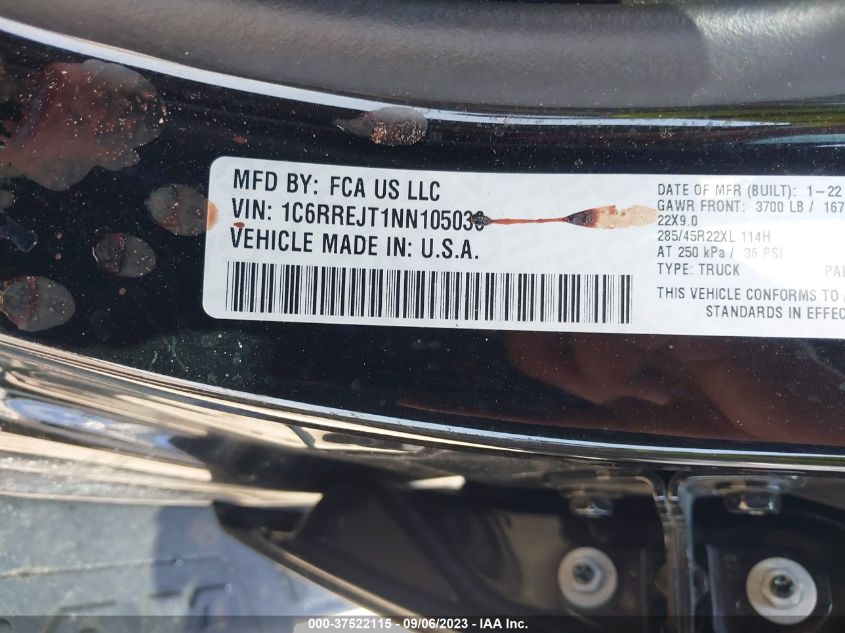 MFD BY: FCA US LLC
VIN:
VEHICLE MADE IN: U.S.A.
DATE OF MFR (BUILT): 1-22
GAWR FRONT: 3700 LB / 167
22X9.0
285/45R22XL 114H
AT 250 kPa / 36 PSI
TYPE: TRUCK
THIS VEHICLE CONFORMS TO
STANDARDS IN EFFEC
000-37522115 - 09/06/2023 - IAA Inc.